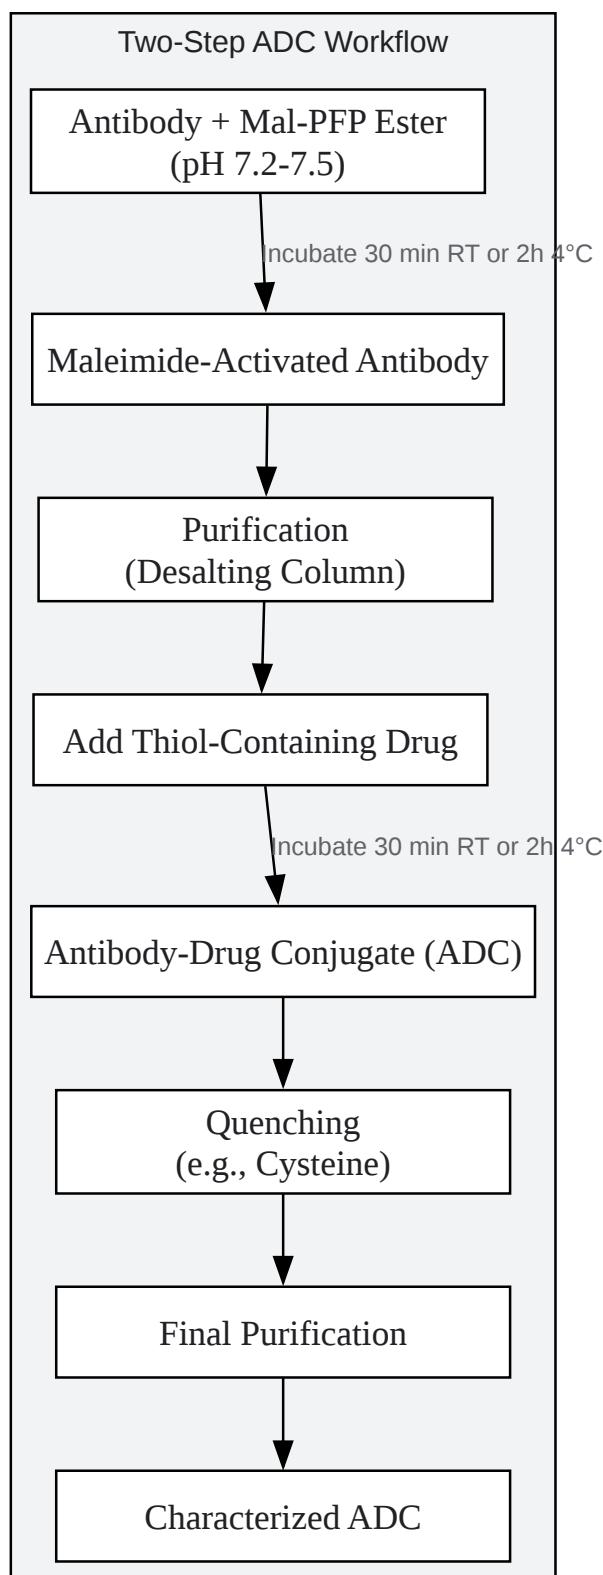 Two-Step ADC Workflow
Antibody + Mal-PFP Ester
(pH 7.2-7.5)
Incubate 30 min RT or 2h 4°C
Maleimide-Activated Antibody
Purification
(Desalting Column)
Add Thiol-Containing Drug
Incubate 30 min RT or 2h 4°C
Antibody-Drug Conjugate (ADC)
Quenching
(e.g., Cysteine)
Final Purification
Characterized ADC